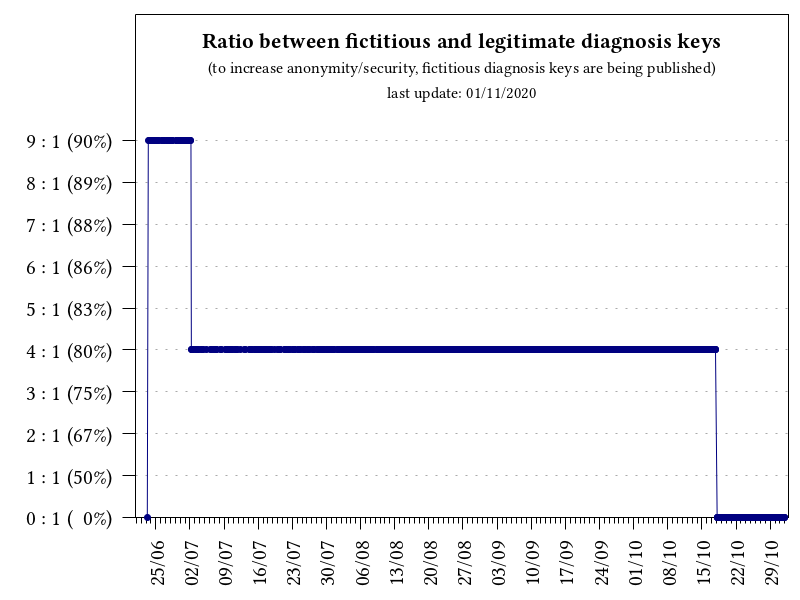 Ratio between fictitious and legitimate diagnosis keys
(to increase anonymity/security, fictitious diagnosis keys are being published)
last update: 01/11/2020
9 : 1 (90%)
8 : 1 (89%)
7 : 1 (88%)
6 : 1 (86%)
5 : 1 (83%)
4 : 1 (80%)
3 : 1 (75%)
2 : 1 (67%)
1 : 1 (50%)
0 : 1 (  0%)
25/06
02/07
09/07
16/07
23/07
30/07
06/08
13/08
20/08
27/08
03/09
10/09
17/09
24/09
01/10
08/10
15/10
22/10
29/10